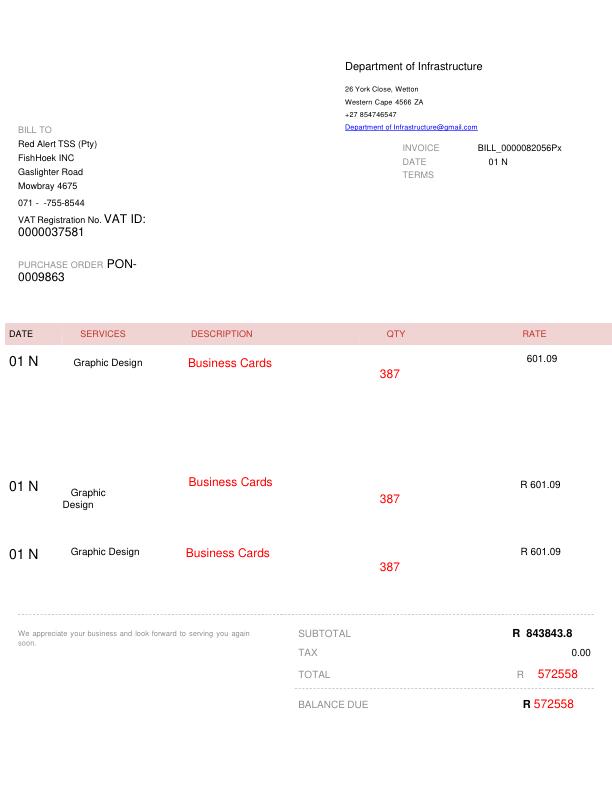 Department of Infrastructure
26 York Close, Wetton
Western Cape 4566 ZA
+27 854746547
Department of Infrastructure@gmail.com
BILL TO
Red Alert TSS (Pty)
FishHoek INC
Gaslighter Road
Mowbray 4675
071 - -755-8544
VAT Registration No. VAT ID:
0000037581
INVOICE BILL_0000082056Px
DATE 01 N
TERMS
PURCHASE ORDER PON-
0009863
DATE SERVICES DESCRIPTION QTY RATE
01 N Graphic Design Business Cards 387 601.09
01 N Graphic Business Cards 387 R 601.09
Design
01 N Graphic Design Business Cards 387 R 601.09
We appreciate your business and look forward to serving you again
soon.
SUBTOTAL R 843843.8
TAX 0.00
TOTAL R 572558
BALANCE DUE R 572558